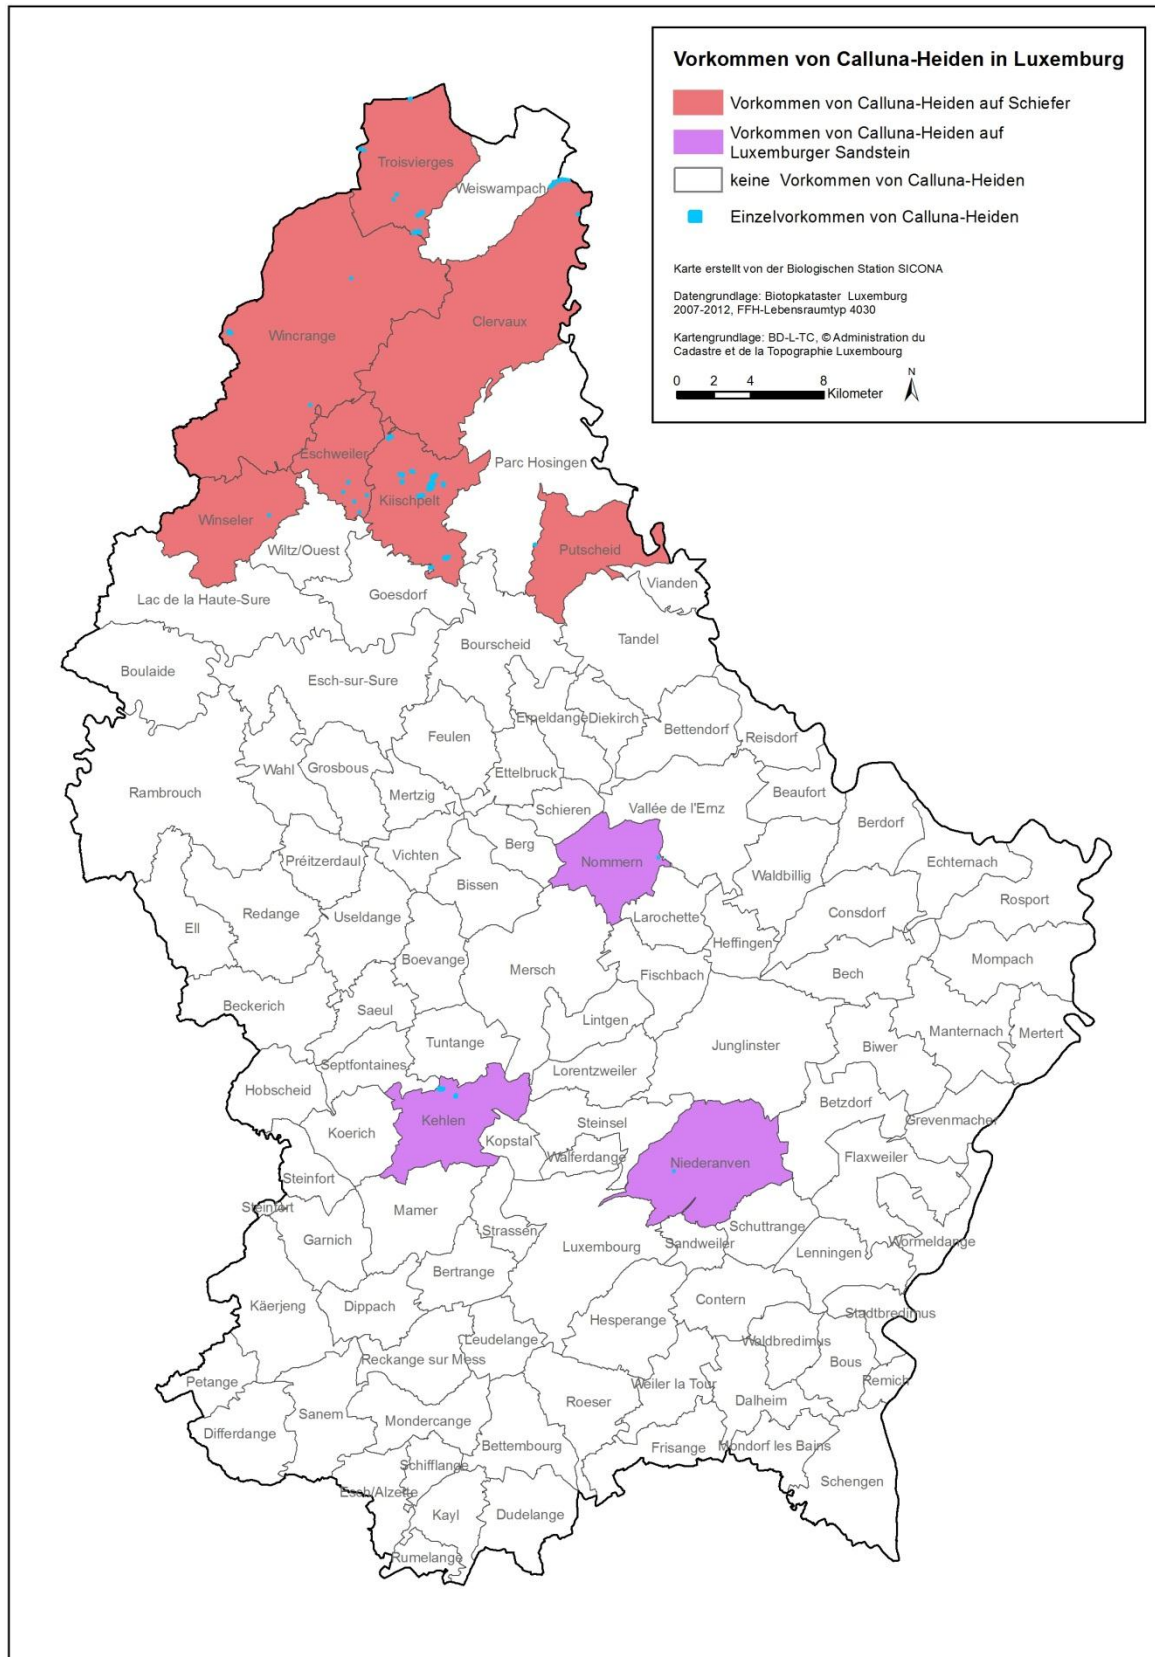 Vorkommen von Calluna-Heiden in Luxemburg
Vorkommen von Calluna-Heiden auf Schiefer
Vorkommen von Calluna-Heiden auf
Luxemburger Sandstein
keine Vorkommen von Calluna-Heiden
Einzelvorkommen von Calluna-Heiden
Karte erstellt von der Biologischen Station SICONA
Datengrundlage: Biotopkataster Luxemburg
2007-2012, FFH-Lebensraumtyp 4030
Kartengrundlage: BD-L-TC, © Administration du
Cadastre et de la Topographie Luxembourg
N
0 2 4 8
Kilometer
Troisvierges
Weiswampach
Clervaux
Wincrange
Eschweiler
Parc Hosingen
Kiischpelt
Winseler
Wiltz/Ouest
Putscheid
Vianden
Goesdorf
Lac de la Haute-Sure
Tandel
Bourscheid
Boulaide
Esch-sur-Sure
Erpeldange
Diekirch
Bettendorf
Feulen
Reisdorf
Wahl
Grosbous
Ettelbruck
Rambrouch
Mertzig
Beaufort
Schieren
Vallée de l'Ernz
Berdorf
Berg
Préitzerdaul
Vichten
Nommern
Echternach
Bissen
Waldbillig
Rosport
Redange
Useldange
Larochette
Consdorf
Ell
Heffingen
Boevange
Mersch
Fischbach
Bech
Mompach
Beckerich
Saeul
Lintgen
Manternach
Mertert
Tuntange
Junglinster
Biwer
Septfontaines
Lorentzweiler
Hobscheid
Betzdorf
Kehlen
Steinsel
Grevenmacher
Koerich
Kopstal
Walferdange
Niederanven
Flaxweiler
Steinfort
Steinfort
Mamer
Schuttrange
Strassen
Garnich
Luxembourg
Sandweiler
Lenningen
Wormeldange
Bertrange
Contern
Käerjeng
Dippach
Stadtbredimus
Hesperange
Leudelange
Waldbredimus
Reckange sur Mess
Bous
Petange
Weiler la Tour
Remich
Roeser
Dalheim
Sanem
Mondercange
Differdange
Bettembourg
Frisange
Mondorf les Bains
Schifflange
Schengen
Esch/Alzette
Kayl
Dudelange
Rumelange